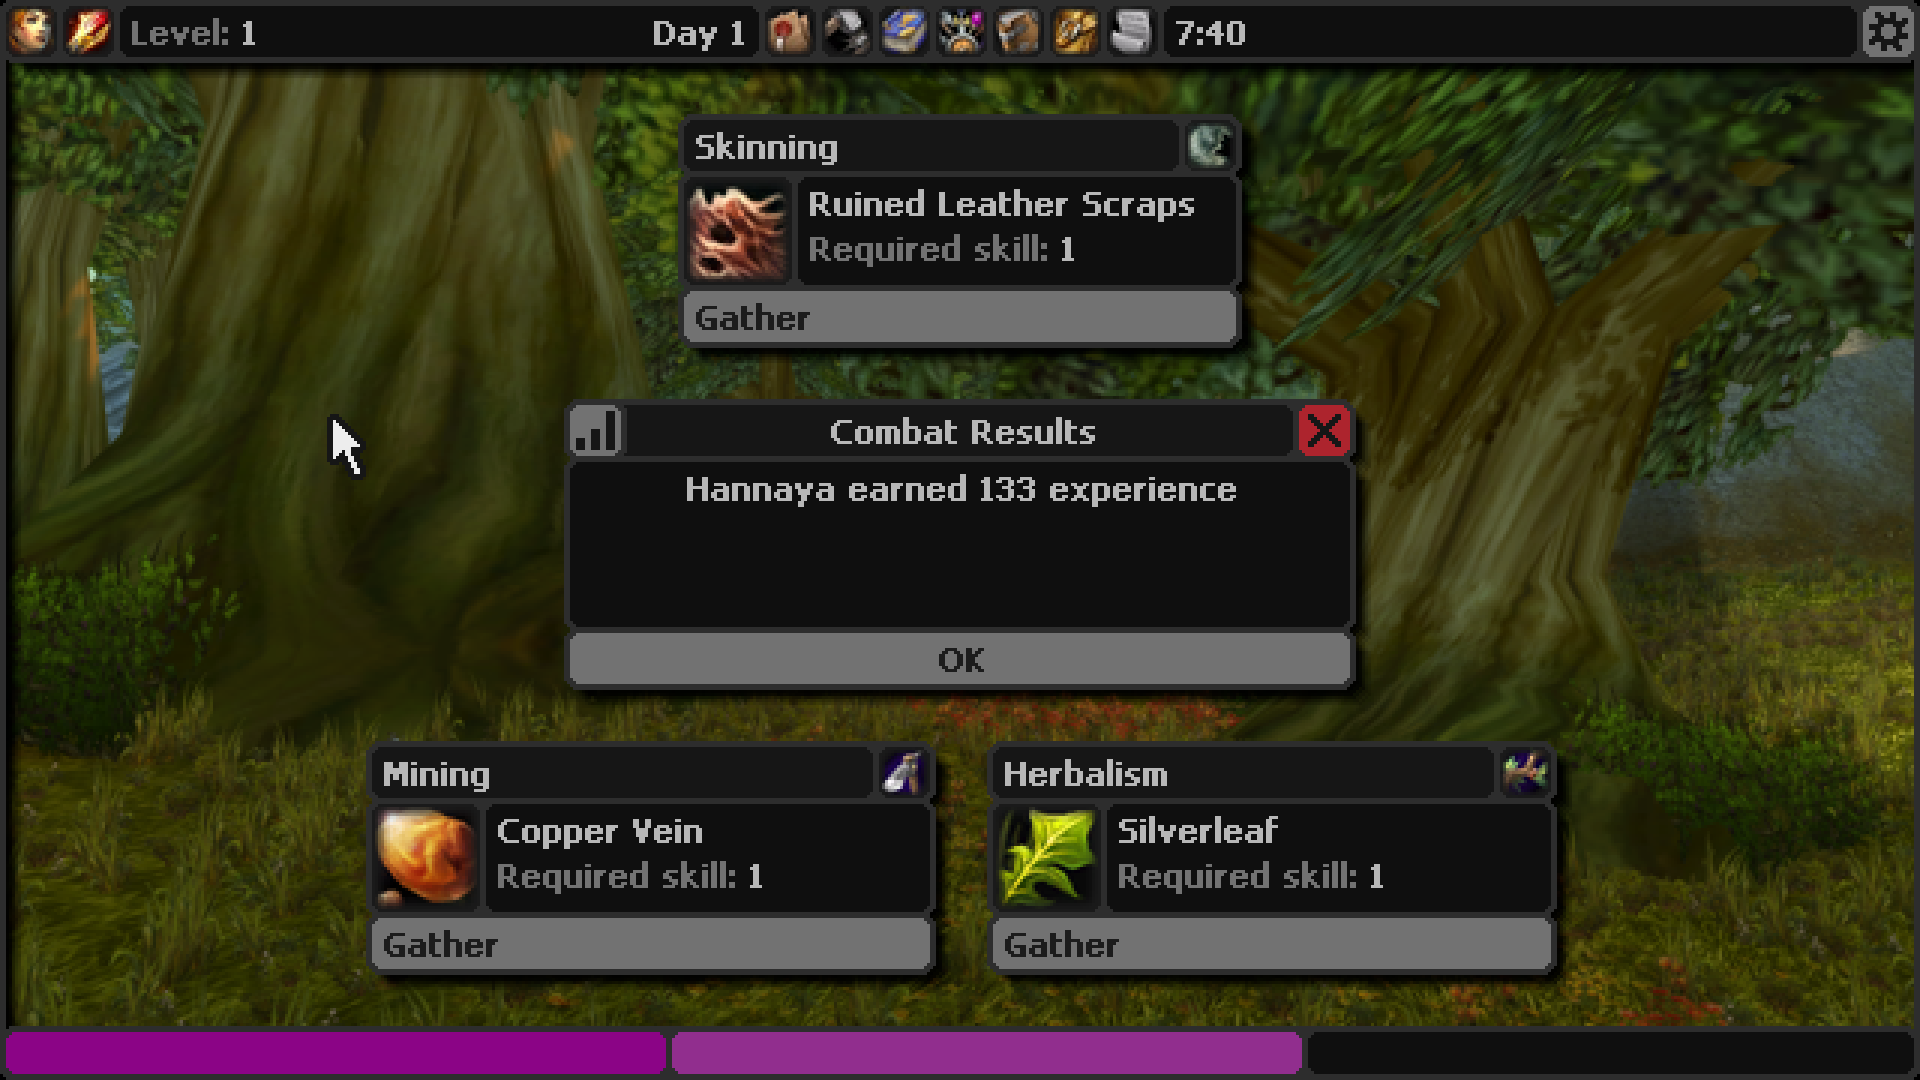 Level: 1
Day 1
7:40
Skinning
Ruined Leather Scraps
Required skill: 1
Gather
Combat Results
Hannaya earned 133 experience
OK
Mining
Copper Vein
Required skill: 1
Gather
Herbalism
Silverleaf
Required skill: 1
Gather